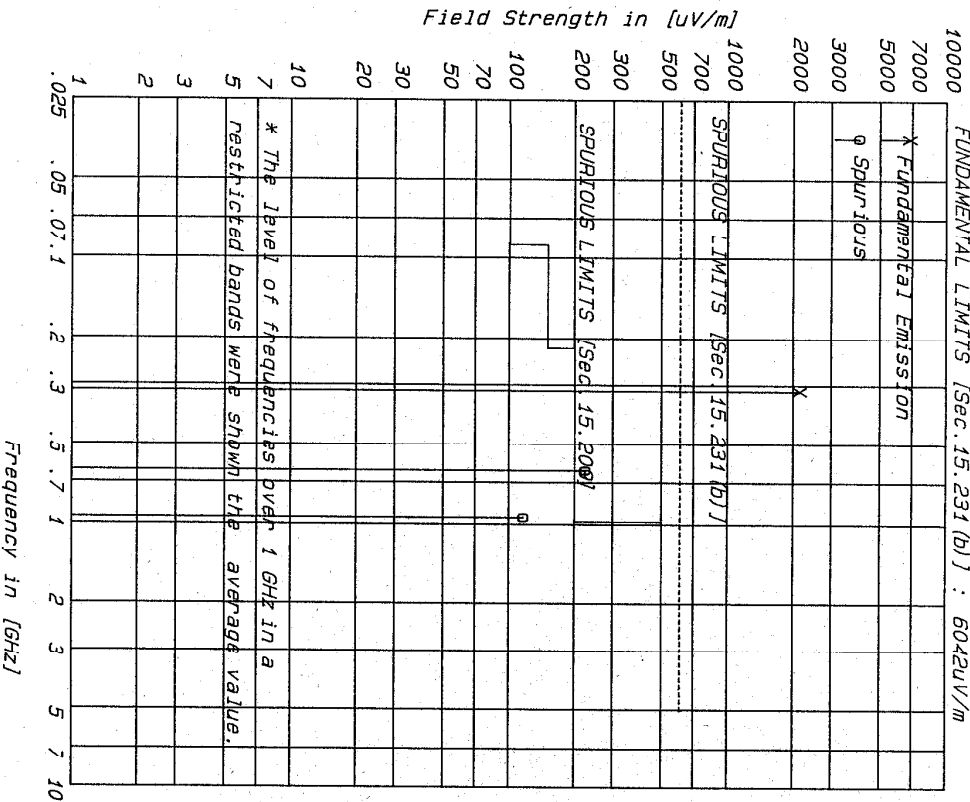 FUNDAMENTAL LIMITS [Sec.15.231(b)] : 6042uV/m
Field Strength in [uV/m]
10000
7000
5000
3000
2000
1000
700
500
300
200
100
70
50
30
20
10
7
5
3
2
1
X Fundamental Emission
o Spurious
SPURIOUS LIMITS [Sec.15.231(b)]
SPURIOUS LIMITS [Sec.15.209]
* The level of frequencies over 1 GHz in a
restricted bands were shown the average value.
.025 .05 .07 .1 .2 .3 .5 .7 1 2 3 5 7 10
Frequency in [GHz]